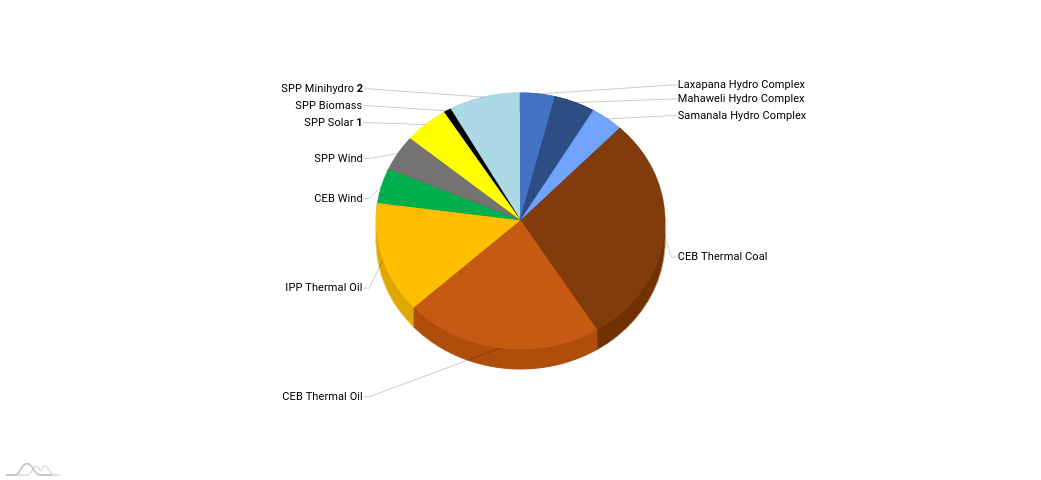 SPP Minihydro 2
SPP Biomass
SPP Solar 1
SPP Wind
CEB Wind
IPP Thermal Oil
CEB Thermal Oil
Laxapana Hydro Complex
Mahaweli Hydro Complex
Samanala Hydro Complex
CEB Thermal Coal